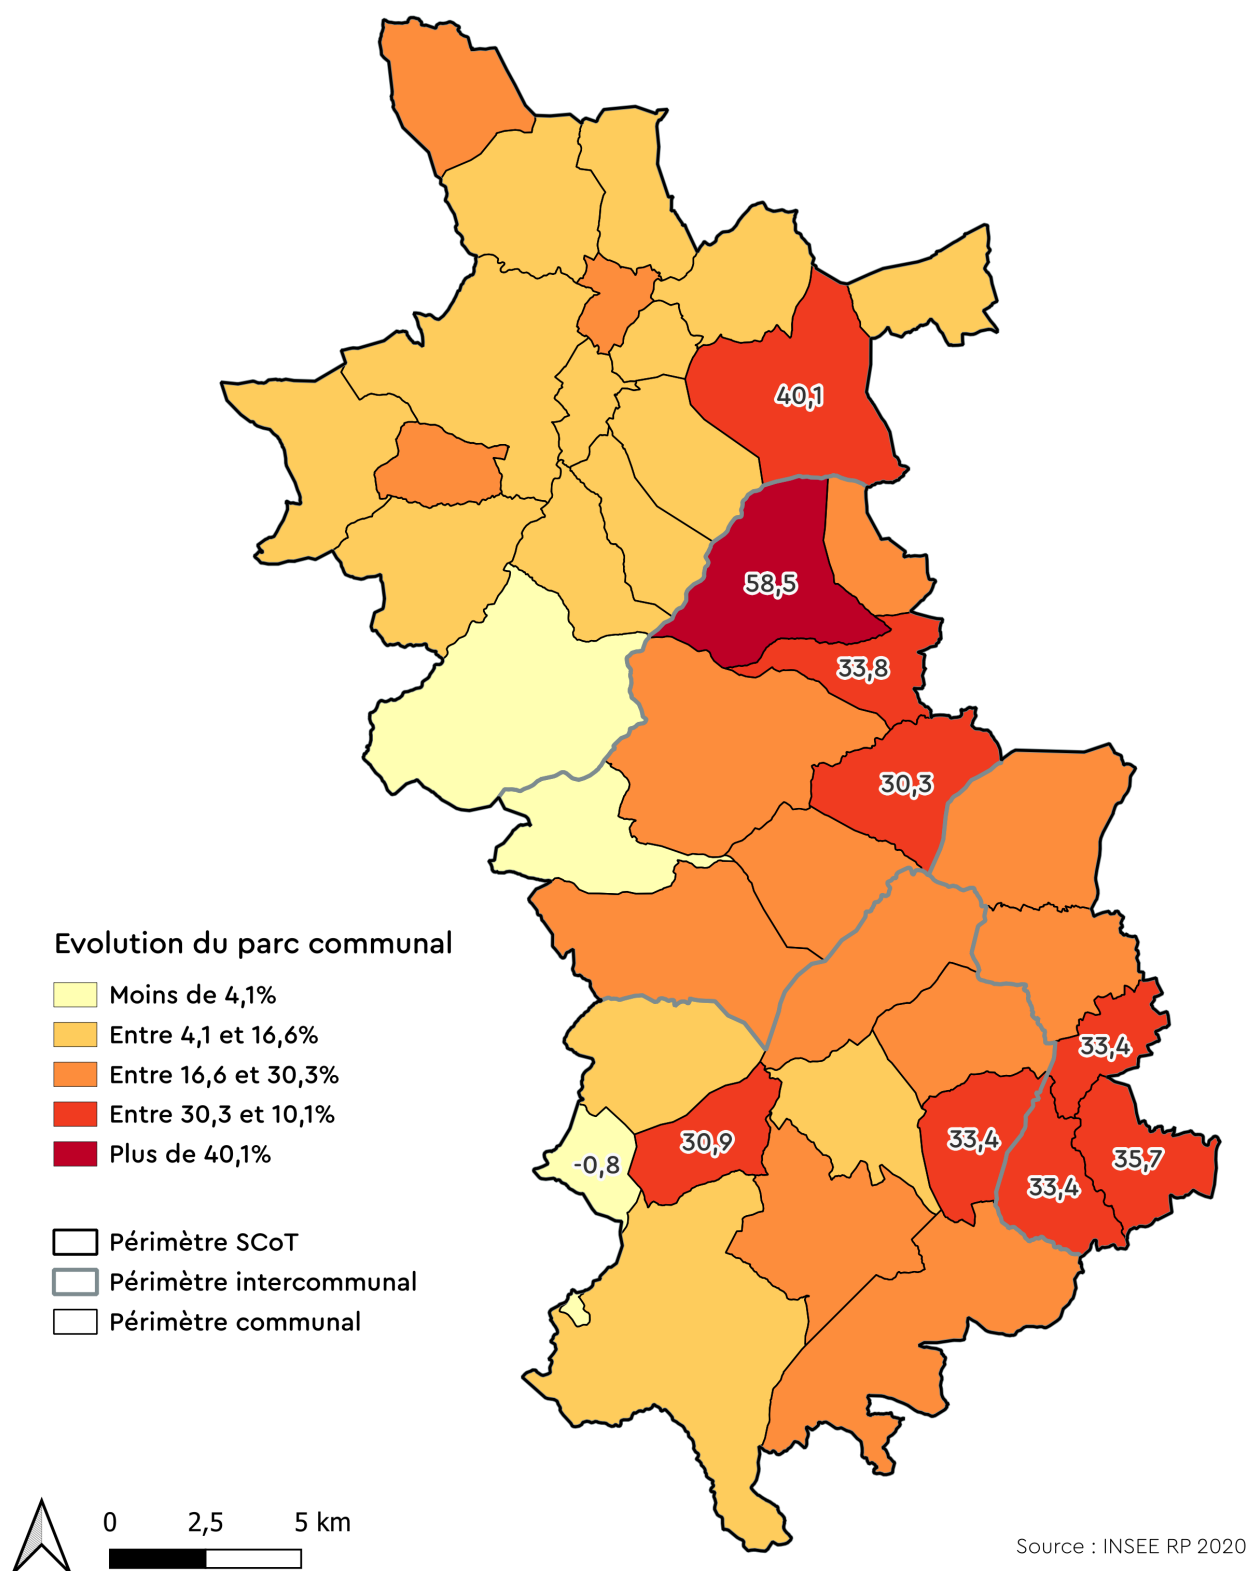 40,1
58,5
33,8
30,3
Evolution du parc communal
Moins de 4,1%
Entre 4,1 et 16,6%
Entre 16,6 et 30,3%
Entre 30,3 et 10,1%
Plus de 40,1%
33,4
30,9
33,4
-0,8
35,7
33,4
Périmètre SCoT
Périmètre intercommunal
Périmètre communal
0 2,5 5 km
Source : INSEE RP 2020